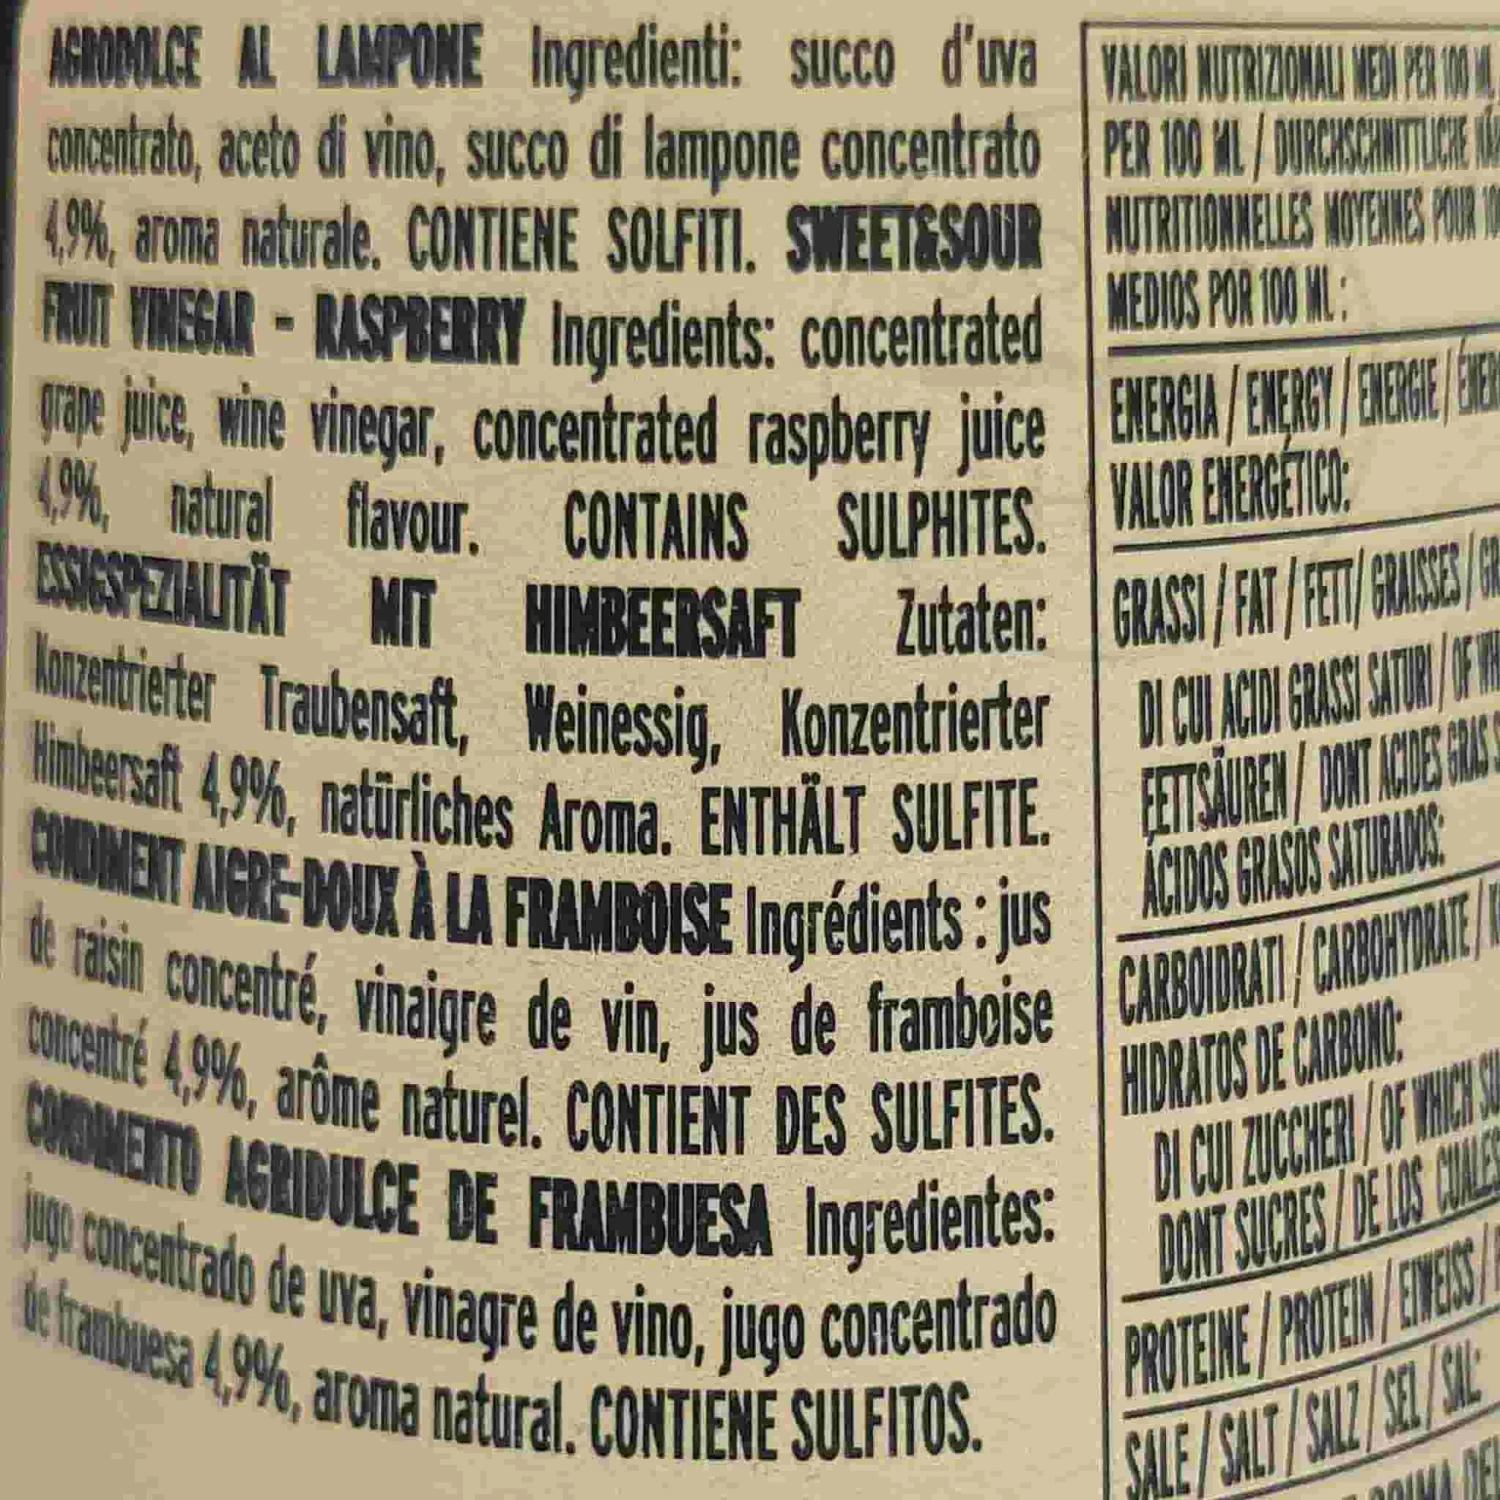 AGRODOLCE AL LAMPONE Ingredienti: succo d'uva
concentrato, aceto di vino, succo di lampone concentrato
4,9%, aroma naturale. CONTIENE SOLFITI. SWEET&SOUR
FRUIT VINEGAR - RASPBERRY Ingredients: concentrated
grape juice, wine vinegar, concentrated raspberry juice
4,9%, natural flavour. CONTAINS SULPHITES.
ESSIGSPEZIALITÄT MIT HIMBEERSAFT Zutaten:
Konzentrierter Traubensaft, Weinessig, Konzentrierter
Himbeersaft 4,9%, natürliches Aroma. ENTHÄLT SULFITE.
CONDIMENT AIGRE-DOUX À LA FRAMBOISE Ingrédients : jus
de raisin concentré, vinaigre de vin, jus de framboise
concentré 4,9%, arôme naturel. CONTIENT DES SULFITES.
CONDIMENTO AGRIDULCE DE FRAMBUESA Ingredientes:
jugo concentrado de uva, vinagre de vino, jugo concentrado
de frambuesa 4,9%, aroma natural. CONTIENE SULFITOS.
VALORI NUTRIZIONALI MEDI PER 100 ML
PER 100 ML / DURCHSCHNITTLICHE
NUTRITIONNELLES MOYENNES POUR
MEDIOS POR 100 ML :
ENERGIA / ENERGY / ENERGIE /
VALOR ENERGÉTICO:
GRASSI / FAT / FETT/ GRAISSES /
DI CUI ACIDI GRASSI SATURI / OF
FETTSÄUREN / DONT ACIDES GRAS
ÁCIDOS GRASOS SATURADOS:
CARBOIDRATI / CARBOHYDRATE /
HIDRATOS DE CARBONO:
DI CUI ZUCCHERI / OF WHICH
DONT SUCRES / DE LOS CUALES
PROTEINE / PROTEIN / EIWEISS /
SALE / SALT / SALZ / SEL / SAL: